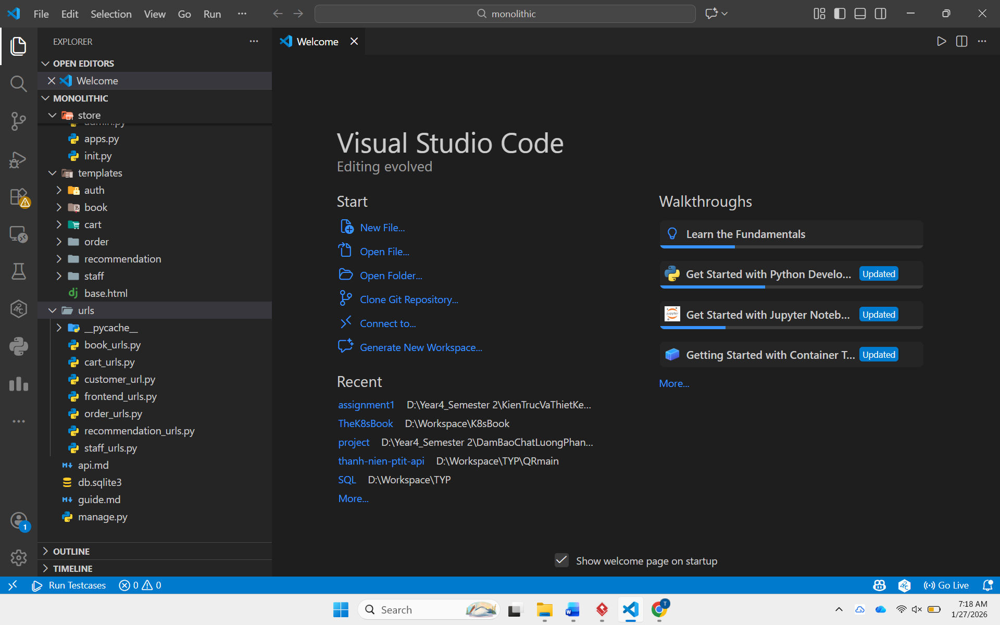 File Edit Selection View Go Run ··· monolithic
EXPLORER ···
OPEN EDITORS
Welcome
MONOLITHIC
store
admin.py
apps.py
init.py
templates
auth
book
cart
order
recommendation
staff
base.html
urls
__pycache__
book_urls.py
cart_urls.py
customer_url.py
frontend_urls.py
order_urls.py
recommendation_urls.py
staff_urls.py
api.md
db.sqlite3
guide.md
manage.py
OUTLINE
TIMELINE
1
Welcome
Visual Studio Code
Editing evolved
Start
New File...
Open File...
Open Folder...
Clone Git Repository...
Connect to...
Generate New Workspace...
Recent
assignment1 D:\Year4_Semester 2\KienTrucVaThietKe...
TheK8sBook D:\Workspace\K8sBook
project D:\Year4_Semester 2\DamBaoChatLuongPhan...
thanh-nien-ptit-api D:\Workspace\TYP\QRmain
SQL D:\Workspace\TYP
More...
Walkthroughs
Learn the Fundamentals
Get Started with Python Develo... Updated
Get Started with Jupyter Noteb... Updated
Getting Started with Container T... Updated
More...
Show welcome page on startup
Run Testcases 0 0 Go Live
Search
7:18 AM
1/27/2026